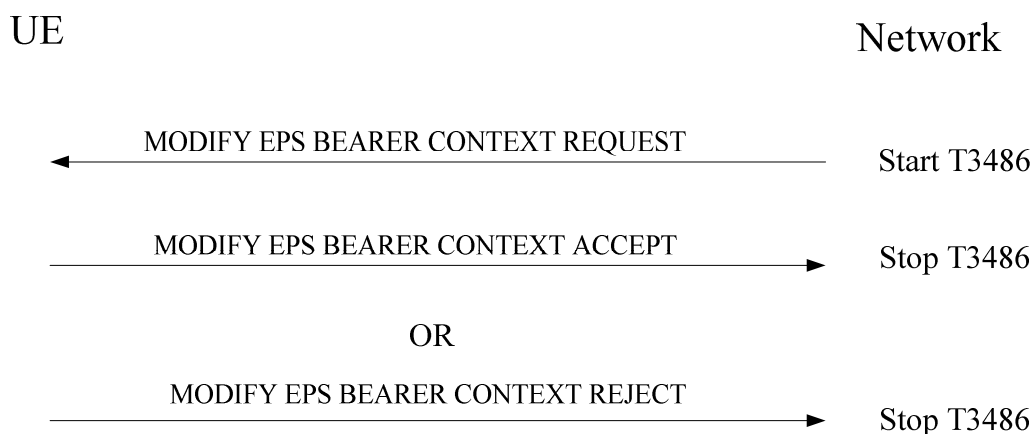 UE
Network
MODIFY EPS BEARER CONTEXT REQUEST
Start T3486
MODIFY EPS BEARER CONTEXT ACCEPT
Stop T3486
OR
MODIFY EPS BEARER CONTEXT REJECT
Stop T3486